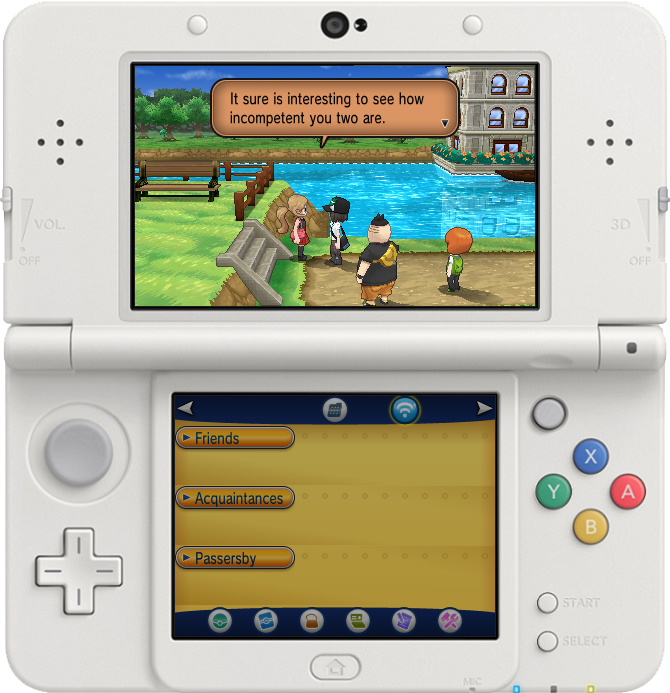 It sure is interesting to see how
incompetent you two are.
VOL.
3D
OFF
OFF
Friends
Acquaintances
Passersby
X
Y
A
B
START
SELECT
MIC